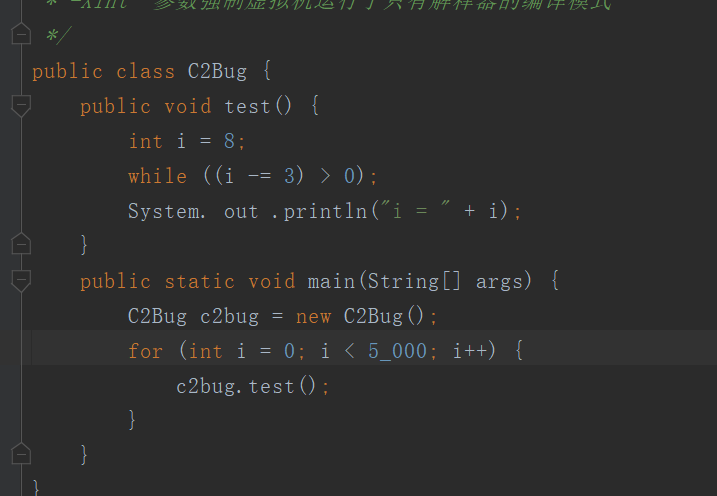 * -Xint 参数强制虚拟机运行于只有解释器的编译模式
*/
public class C2Bug {
public void test() {
int i = 8;
while ((i -= 3) > 0);
System. out .println("i = " + i);
}
public static void main(String[] args) {
C2Bug c2bug = new C2Bug();
for (int i = 0; i < 5_000; i++) {
c2bug.test();
}
}
}